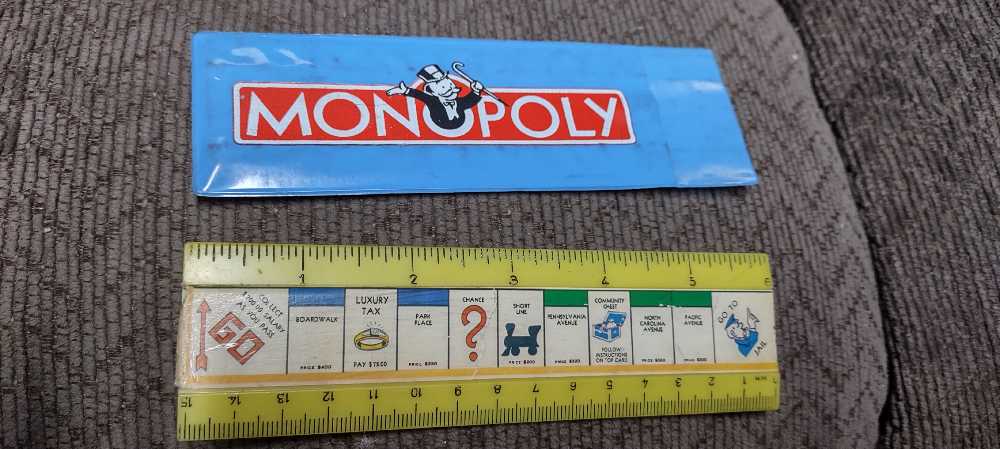 MONOPOLY
1 2 3 4 5 6
COLLECT
$200.00 SALARY
AS YOU PASS
GO
BOARDWALK
PRICE $400
LUXURY
TAX
PAY $75.00
PARK
PLACE
PRICE $350
CHANCE
?
SHORT
LINE
PRICE $200
PENNSYLVANIA
AVENUE
PRICE $320
COMMUNITY
CHEST
FOLLOW
INSTRUCTIONS
ON TOP CARD
NORTH
CAROLINA
AVENUE
PRICE $300
PACIFIC
AVENUE
PRICE $300
GO TO
JAIL
15 14 13 12 11 10 9 8 7 6 5 4 3 2 1